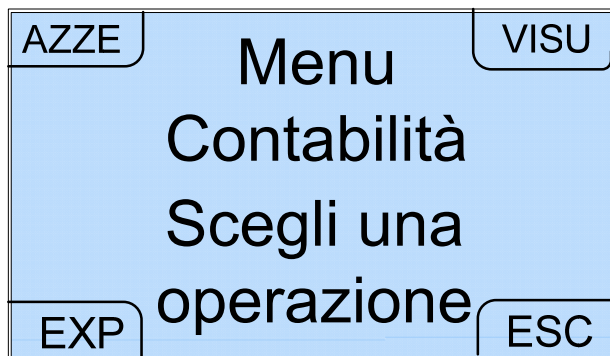 AZZE
VISU
Menu
Contabilità
Scegli una
operazione
EXP
ESC